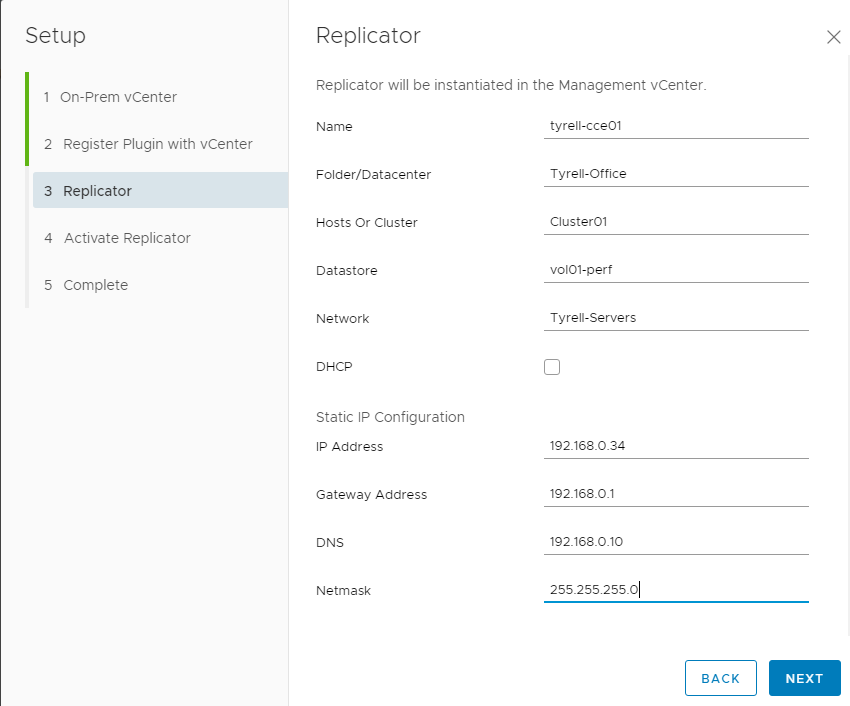 Setup
1 On-Prem vCenter
2 Register Plugin with vCenter
3 Replicator
4 Activate Replicator
5 Complete
Replicator
Replicator will be instantiated in the Management vCenter.
Name tyrell-cce01
Folder/Datacenter Tyrell-Office
Hosts Or Cluster Cluster01
Datastore vol01-perf
Network Tyrell-Servers
DHCP
Static IP Configuration
IP Address 192.168.0.34
Gateway Address 192.168.0.1
DNS 192.168.0.10
Netmask 255.255.255.0
BACK NEXT